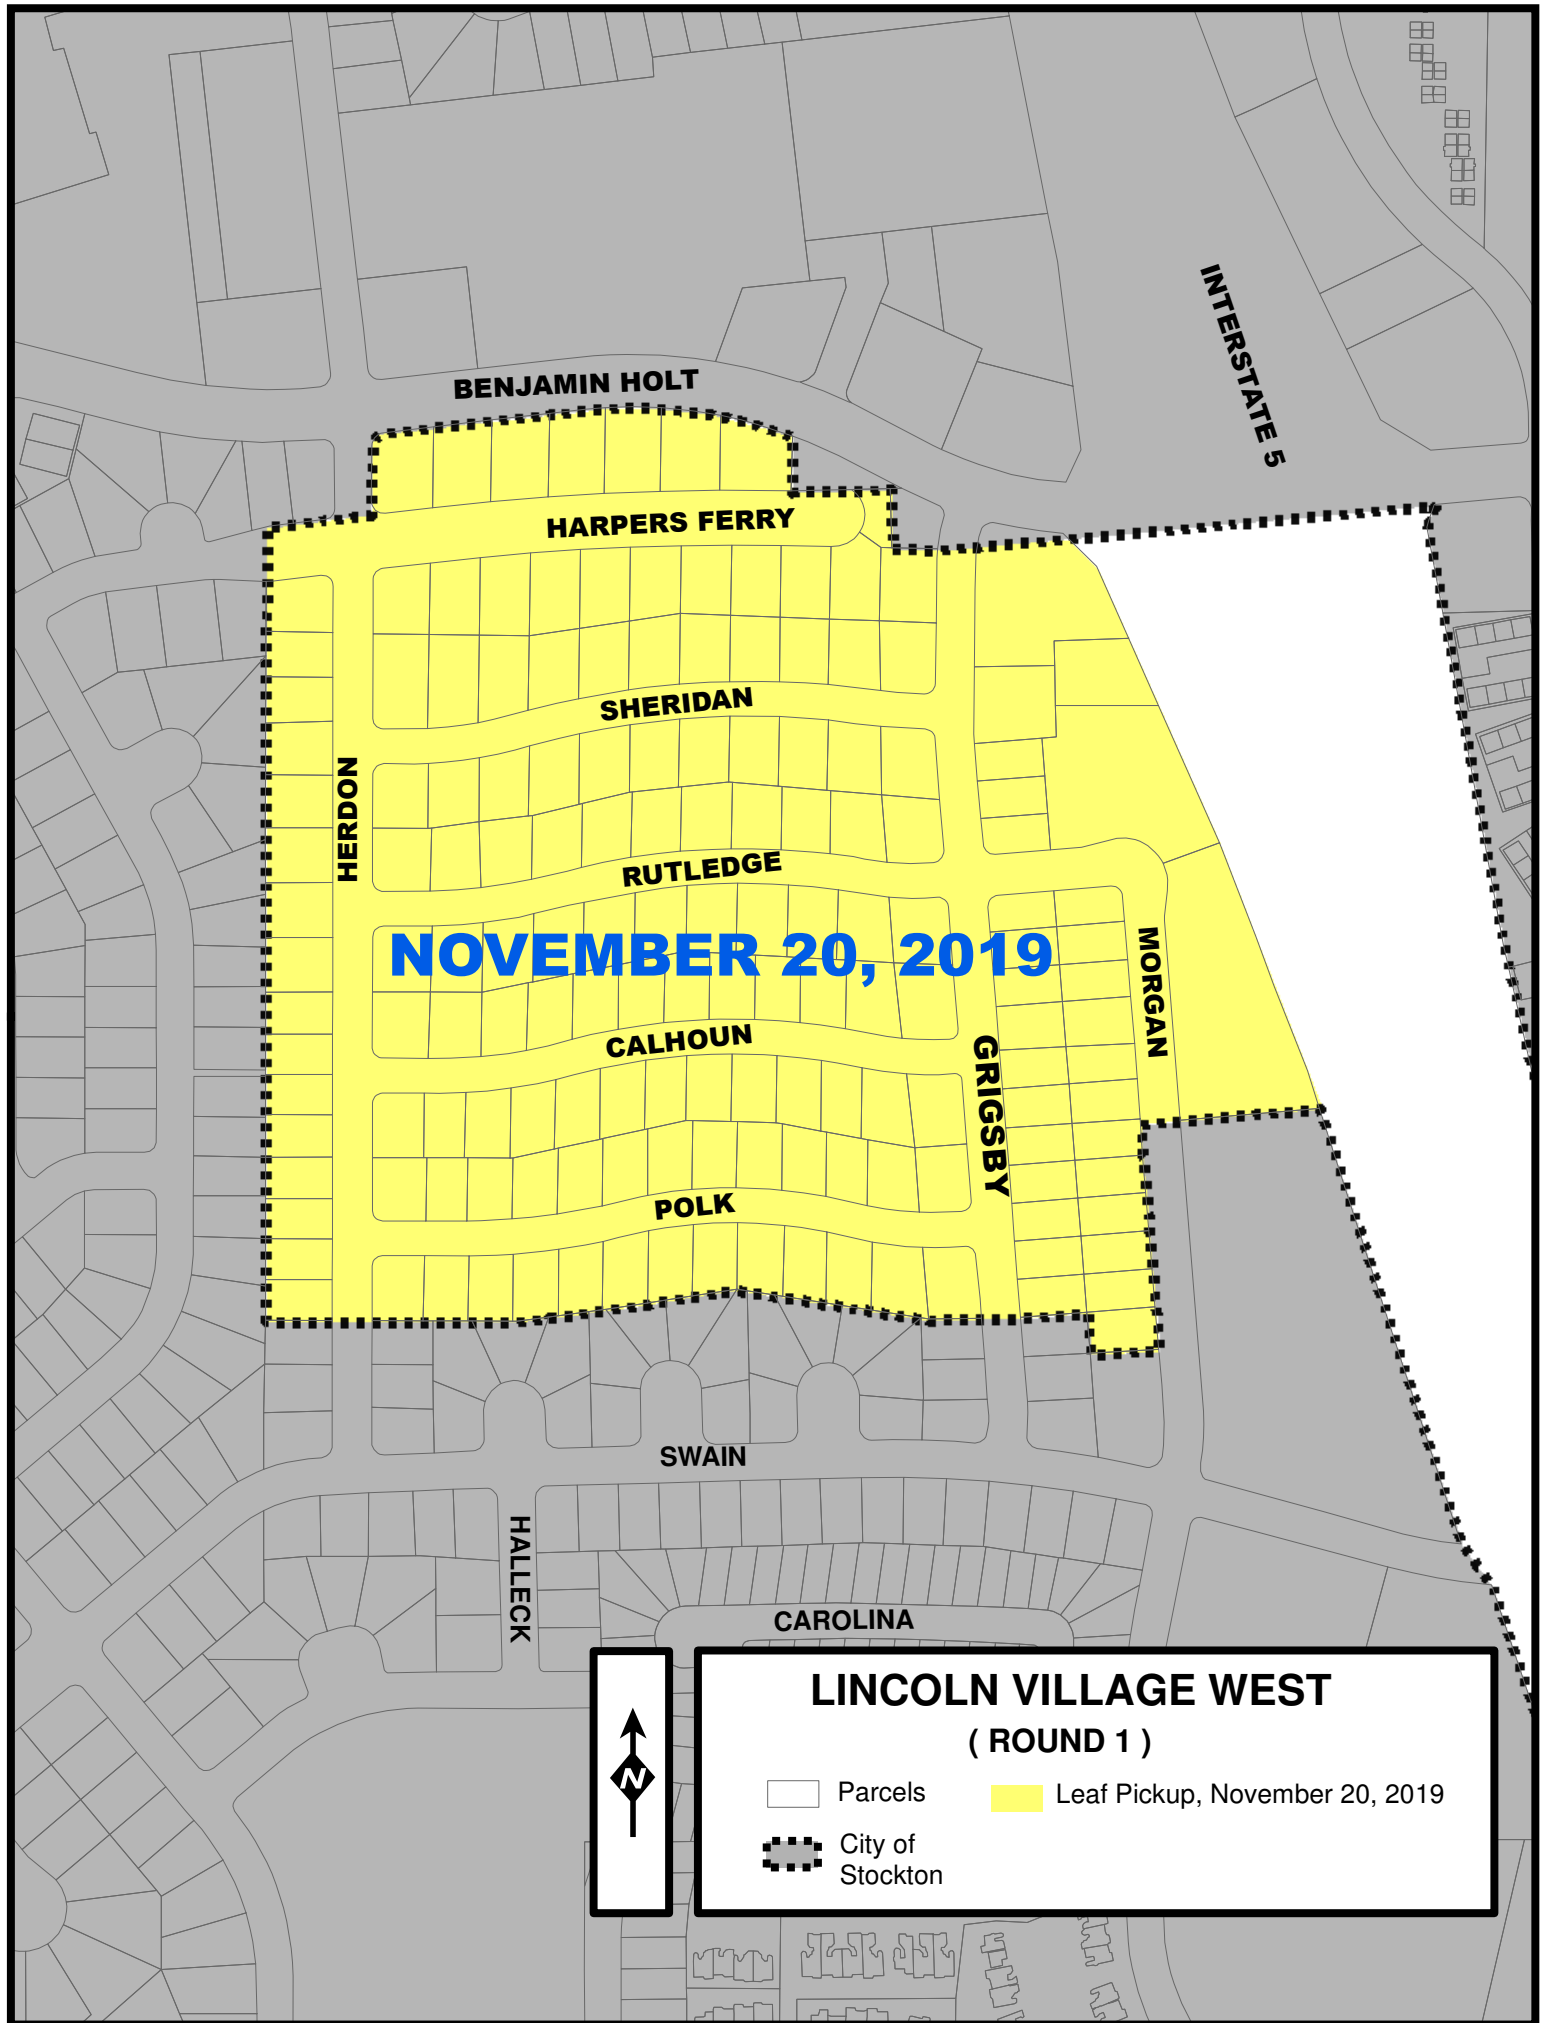 INTERSTATE 5
BENJAMIN HOLT
HARPERS FERRY
SHERIDAN
HERDON
RUTLEDGE
NOVEMBER 20, 2019
MORGAN
CALHOUN
GRIGSBY
POLK
SWAIN
HALLECK
CAROLINA
LINCOLN VILLAGE WEST
( ROUND 1 )
N
Parcels
Leaf Pickup, November 20, 2019
City of
Stockton